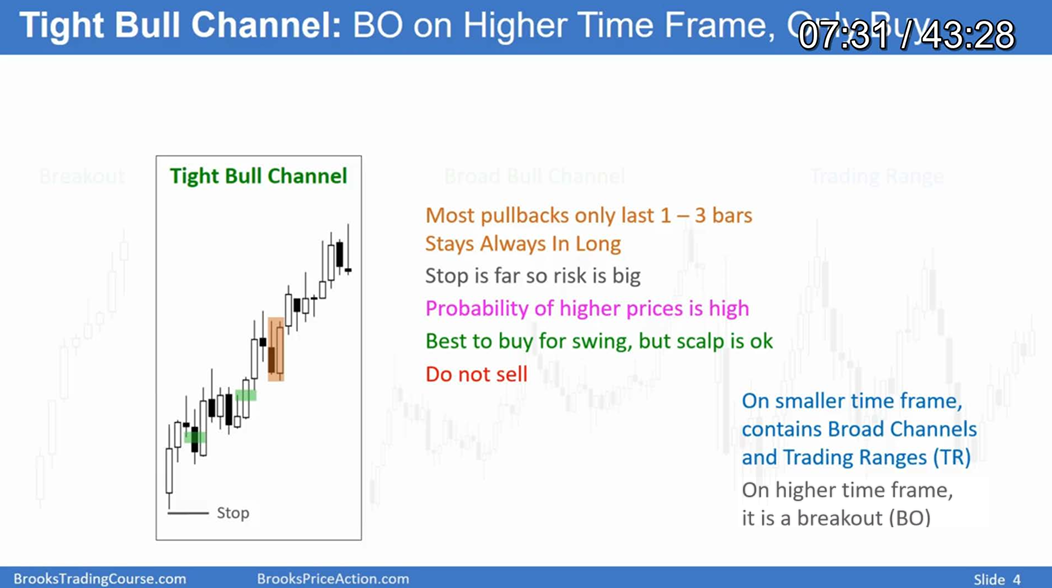 Tight Bull Channel: BO on Higher Time Frame, Only Buy
07:31 / 43:28
Breakout
Tight Bull Channel
Broad Bull Channel
Trading Range
Most pullbacks only last 1 – 3 bars
Stays Always In Long
Stop is far so risk is big
Probability of higher prices is high
Best to buy for swing, but scalp is ok
Do not sell
On smaller time frame,
contains Broad Channels
and Trading Ranges (TR)
On higher time frame,
it is a breakout (BO)
Stop
BrooksTradingCourse.com
BrooksPriceAction.com
Slide 4